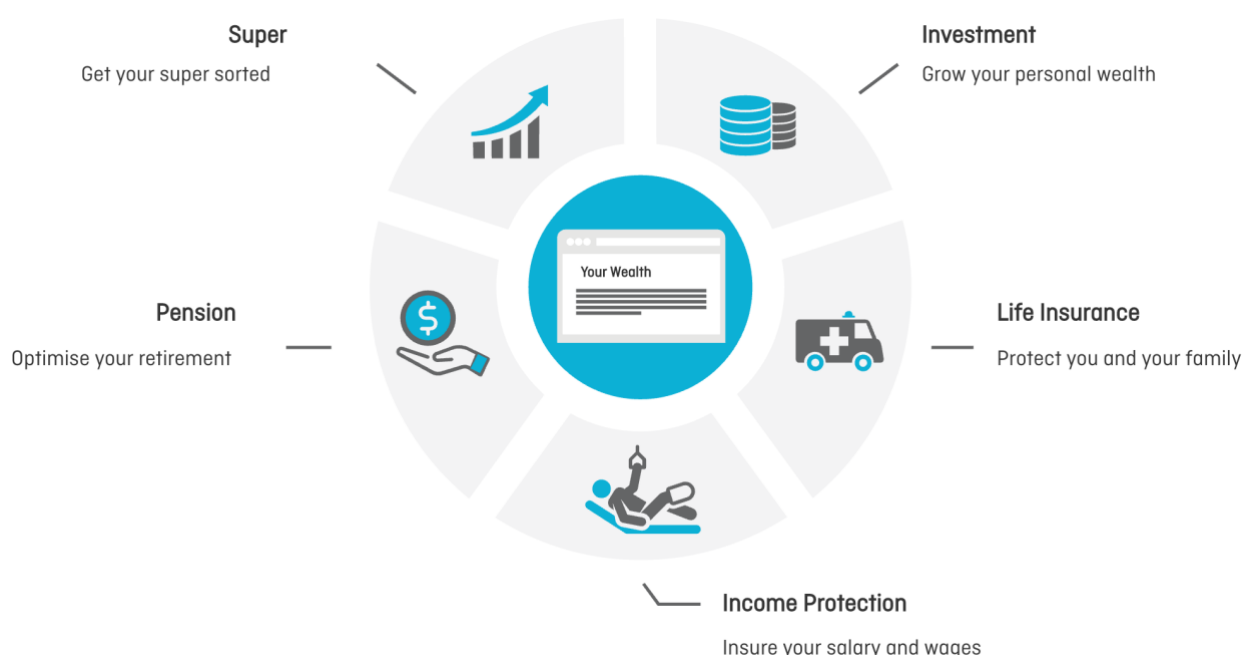 Super
Get your super sorted
Investment
Grow your personal wealth
Your Wealth
$
Pension
Optimise your retirement
Life Insurance
Protect you and your family
Income Protection
Insure your salary and wages